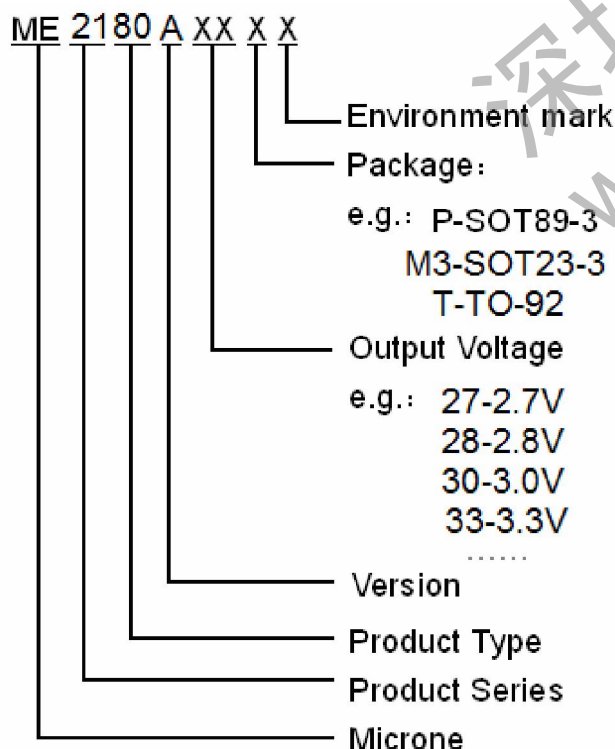 ME 2180 A XX X X
Environment mark
Package：
e.g.：P-SOT89-3
M3-SOT23-3
T-TO-92
Output Voltage
e.g.：27-2.7V
28-2.8V
30-3.0V
33-3.3V
......
Version
Product Type
Product Series
Microne
深